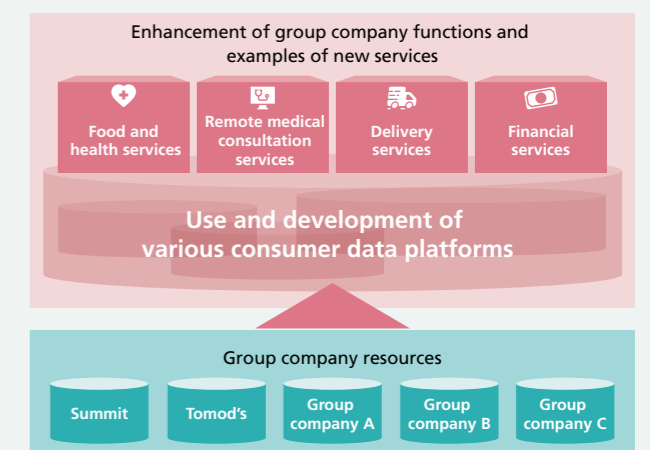 Enhancement of group company functions and
examples of new services
Food and
health services
Remote medical
consultation
services
Delivery
services
Financial
services
Use and development of
various consumer data platforms
Group company resources
Summit
Tomod's
Group
company A
Group
company B
Group
company C